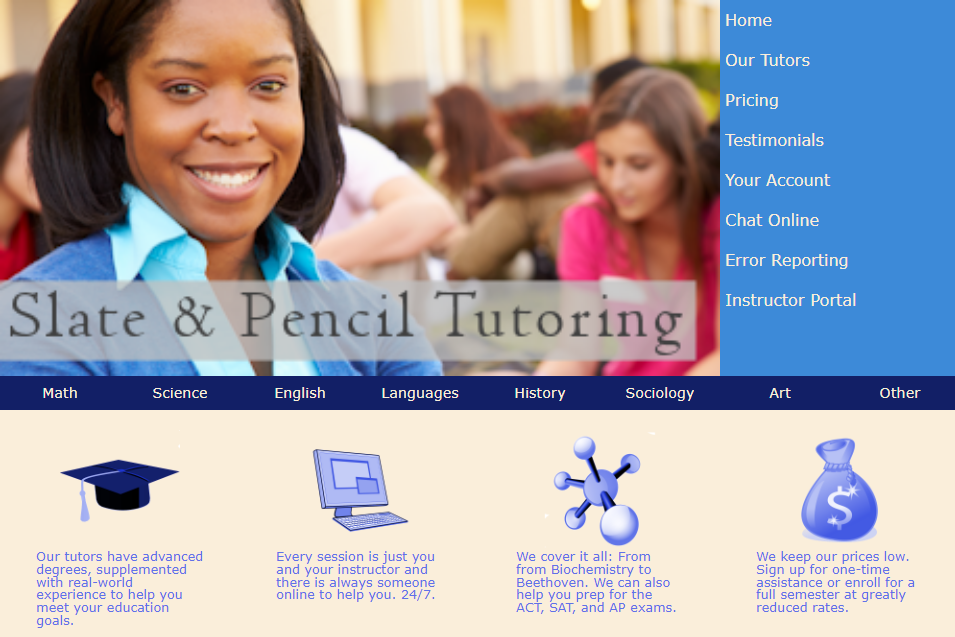 Home
Our Tutors
Pricing
Testimonials
Your Account
Chat Online
Error Reporting
Instructor Portal
Slate & Pencil Tutoring
Math Science English Languages History Sociology Art Other
Our tutors have advanced
degrees, supplemented
with real-world
experience to help you
meet your education
goals.
Every session is just you
and your instructor and
there is always someone
online to help you. 24/7.
We cover it all: From
from Biochemistry to
Beethoven. We can also
help you prep for the
ACT, SAT, and AP exams.
$
We keep our prices low.
Sign up for one-time
assistance or enroll for a
full semester at greatly
reduced rates.